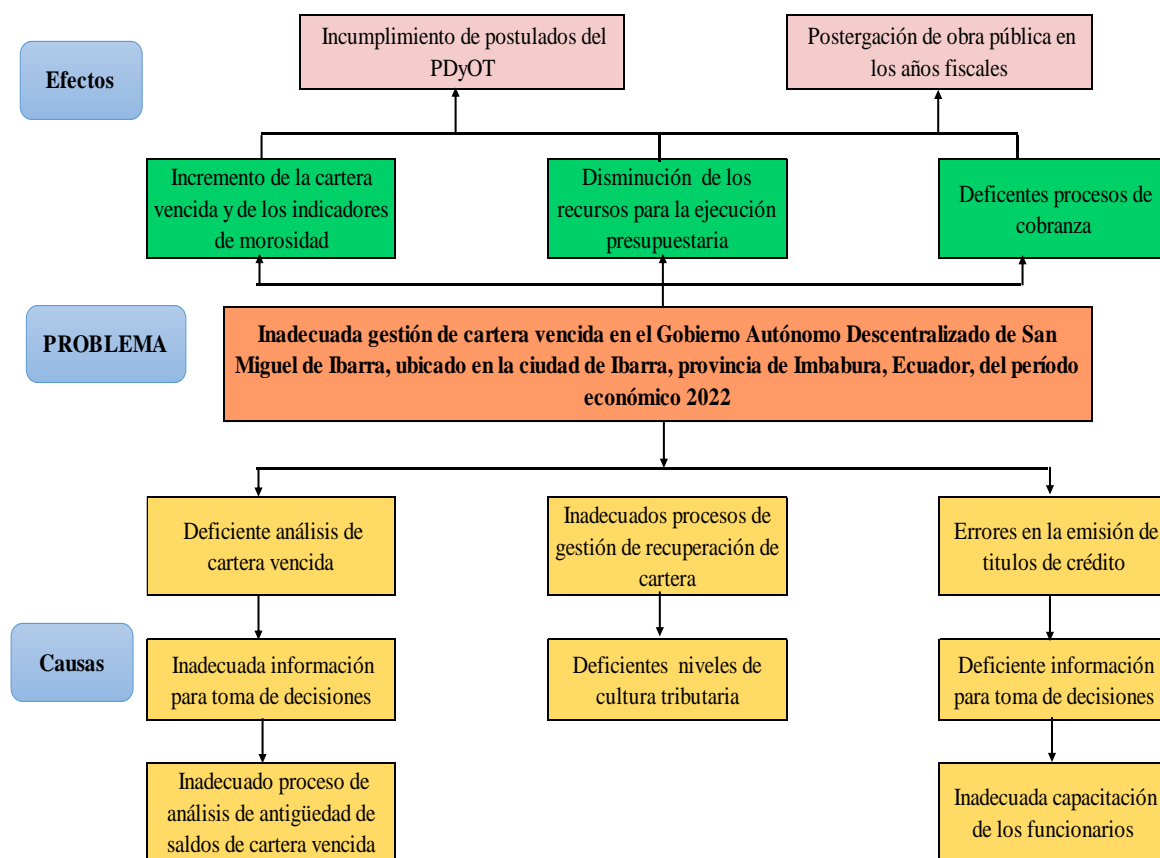 Efectos
Incumplimiento de postulados del
PDyOT
Postergación de obra pública en
los años fiscales
Incremento de la cartera
vencida y de los indicadores
de morosidad
Disminución de los
recursos para la ejecución
presupuestaria
Deficentes procesos de
cobranza
PROBLEMA
Inadecuada gestión de cartera vencida en el Gobierno Autónomo Descentralizado de San
Miguel de Ibarra, ubicado en la ciudad de Ibarra, provincia de Imbabura, Ecuador, del período
económico 2022
Deficiente análisis de
cartera vencida
Inadecuados procesos de
gestión de recuperación de
cartera
Errores en la emisión de
titulos de crédito
Causas
Inadecuada información
para toma de decisiones
Deficientes niveles de
cultura tributaria
Deficiente información
para toma de decisiones
Inadecuado proceso de
análisis de antigüedad de
saldos de cartera vencida
Inadecuada capacitación
de los funcionarios